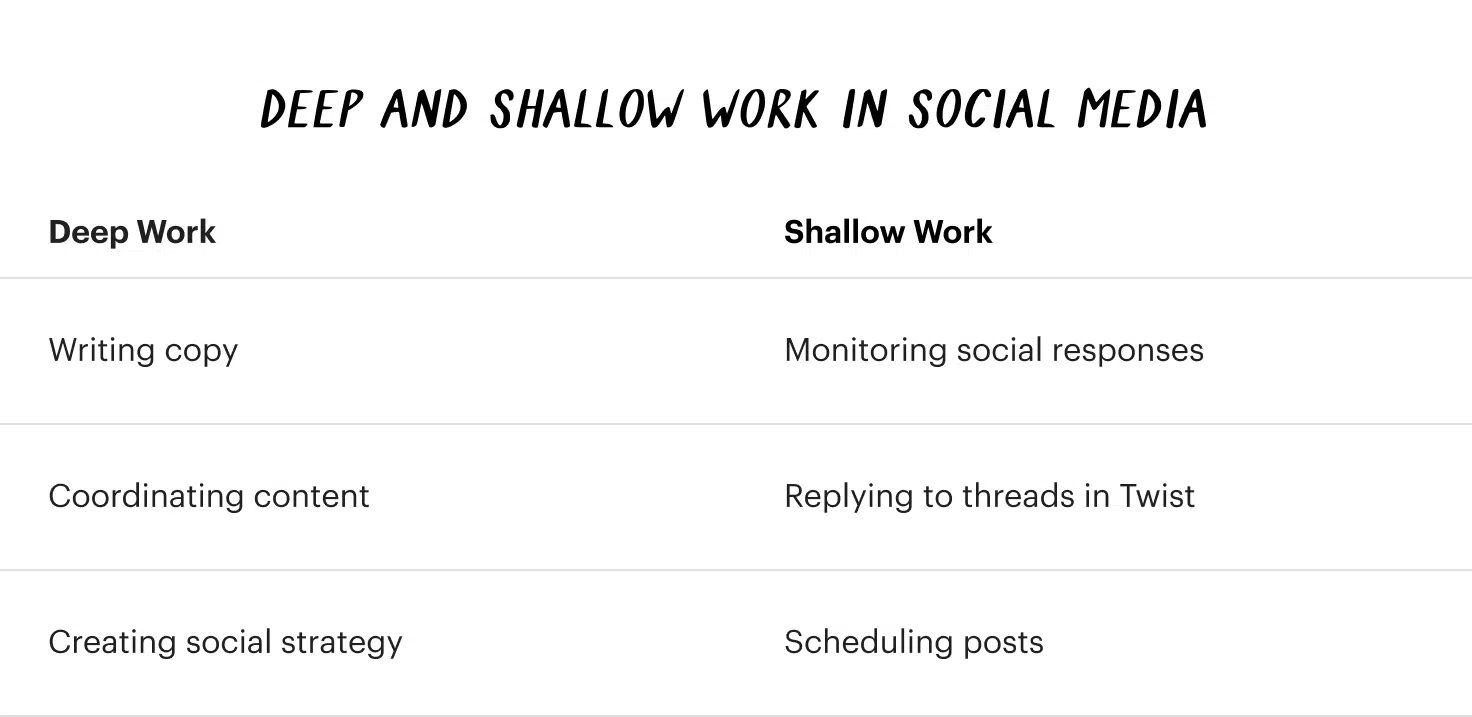 DEEP AND SHALLOW WORK IN SOCIAL MEDIA
Deep Work Shallow Work
Writing copy Monitoring social responses
Coordinating content Replying to threads in Twist
Creating social strategy Scheduling posts